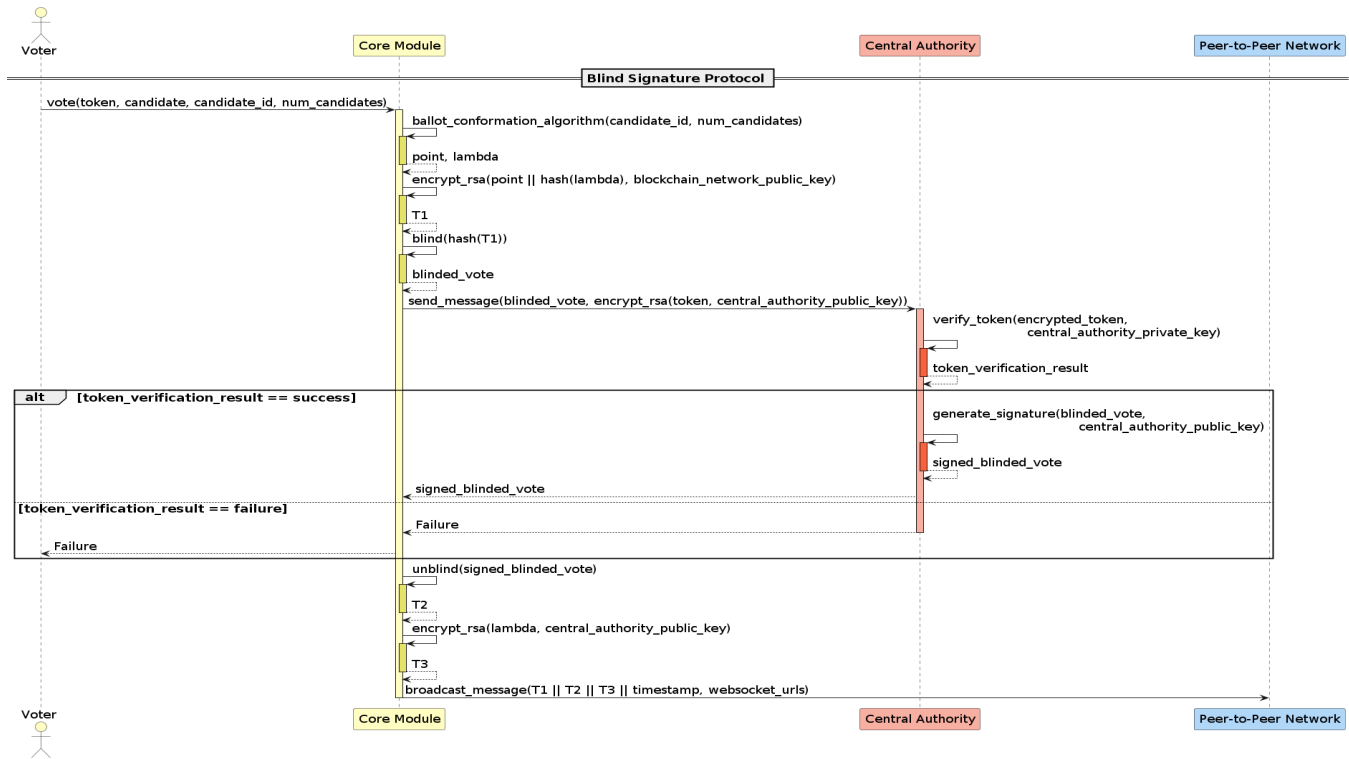 Voter
Core Module
Central Authority
Peer-to-Peer Network
Blind Signature Protocol
vote(token, candidate, candidate_id, num_candidates)
ballot_conformation_algorithm(candidate_id, num_candidates)
point, lambda
encrypt_rsa(point || hash(lambda), blockchain_network_public_key)
T1
blind(hash(T1))
blinded_vote
send_message(blinded_vote, encrypt_rsa(token, central_authority_public_key))
verify_token(encrypted_token,
central_authority_private_key)
token_verification_result
alt
[token_verification_result == success]
generate_signature(blinded_vote,
central_authority_public_key)
signed_blinded_vote
signed_blinded_vote
[token_verification_result == failure]
Failure
Failure
unblind(signed_blinded_vote)
T2
encrypt_rsa(lambda, central_authority_public_key)
T3
broadcast_message(T1 || T2 || T3 || timestamp, websocket_urls)
Voter
Core Module
Central Authority
Peer-to-Peer Network